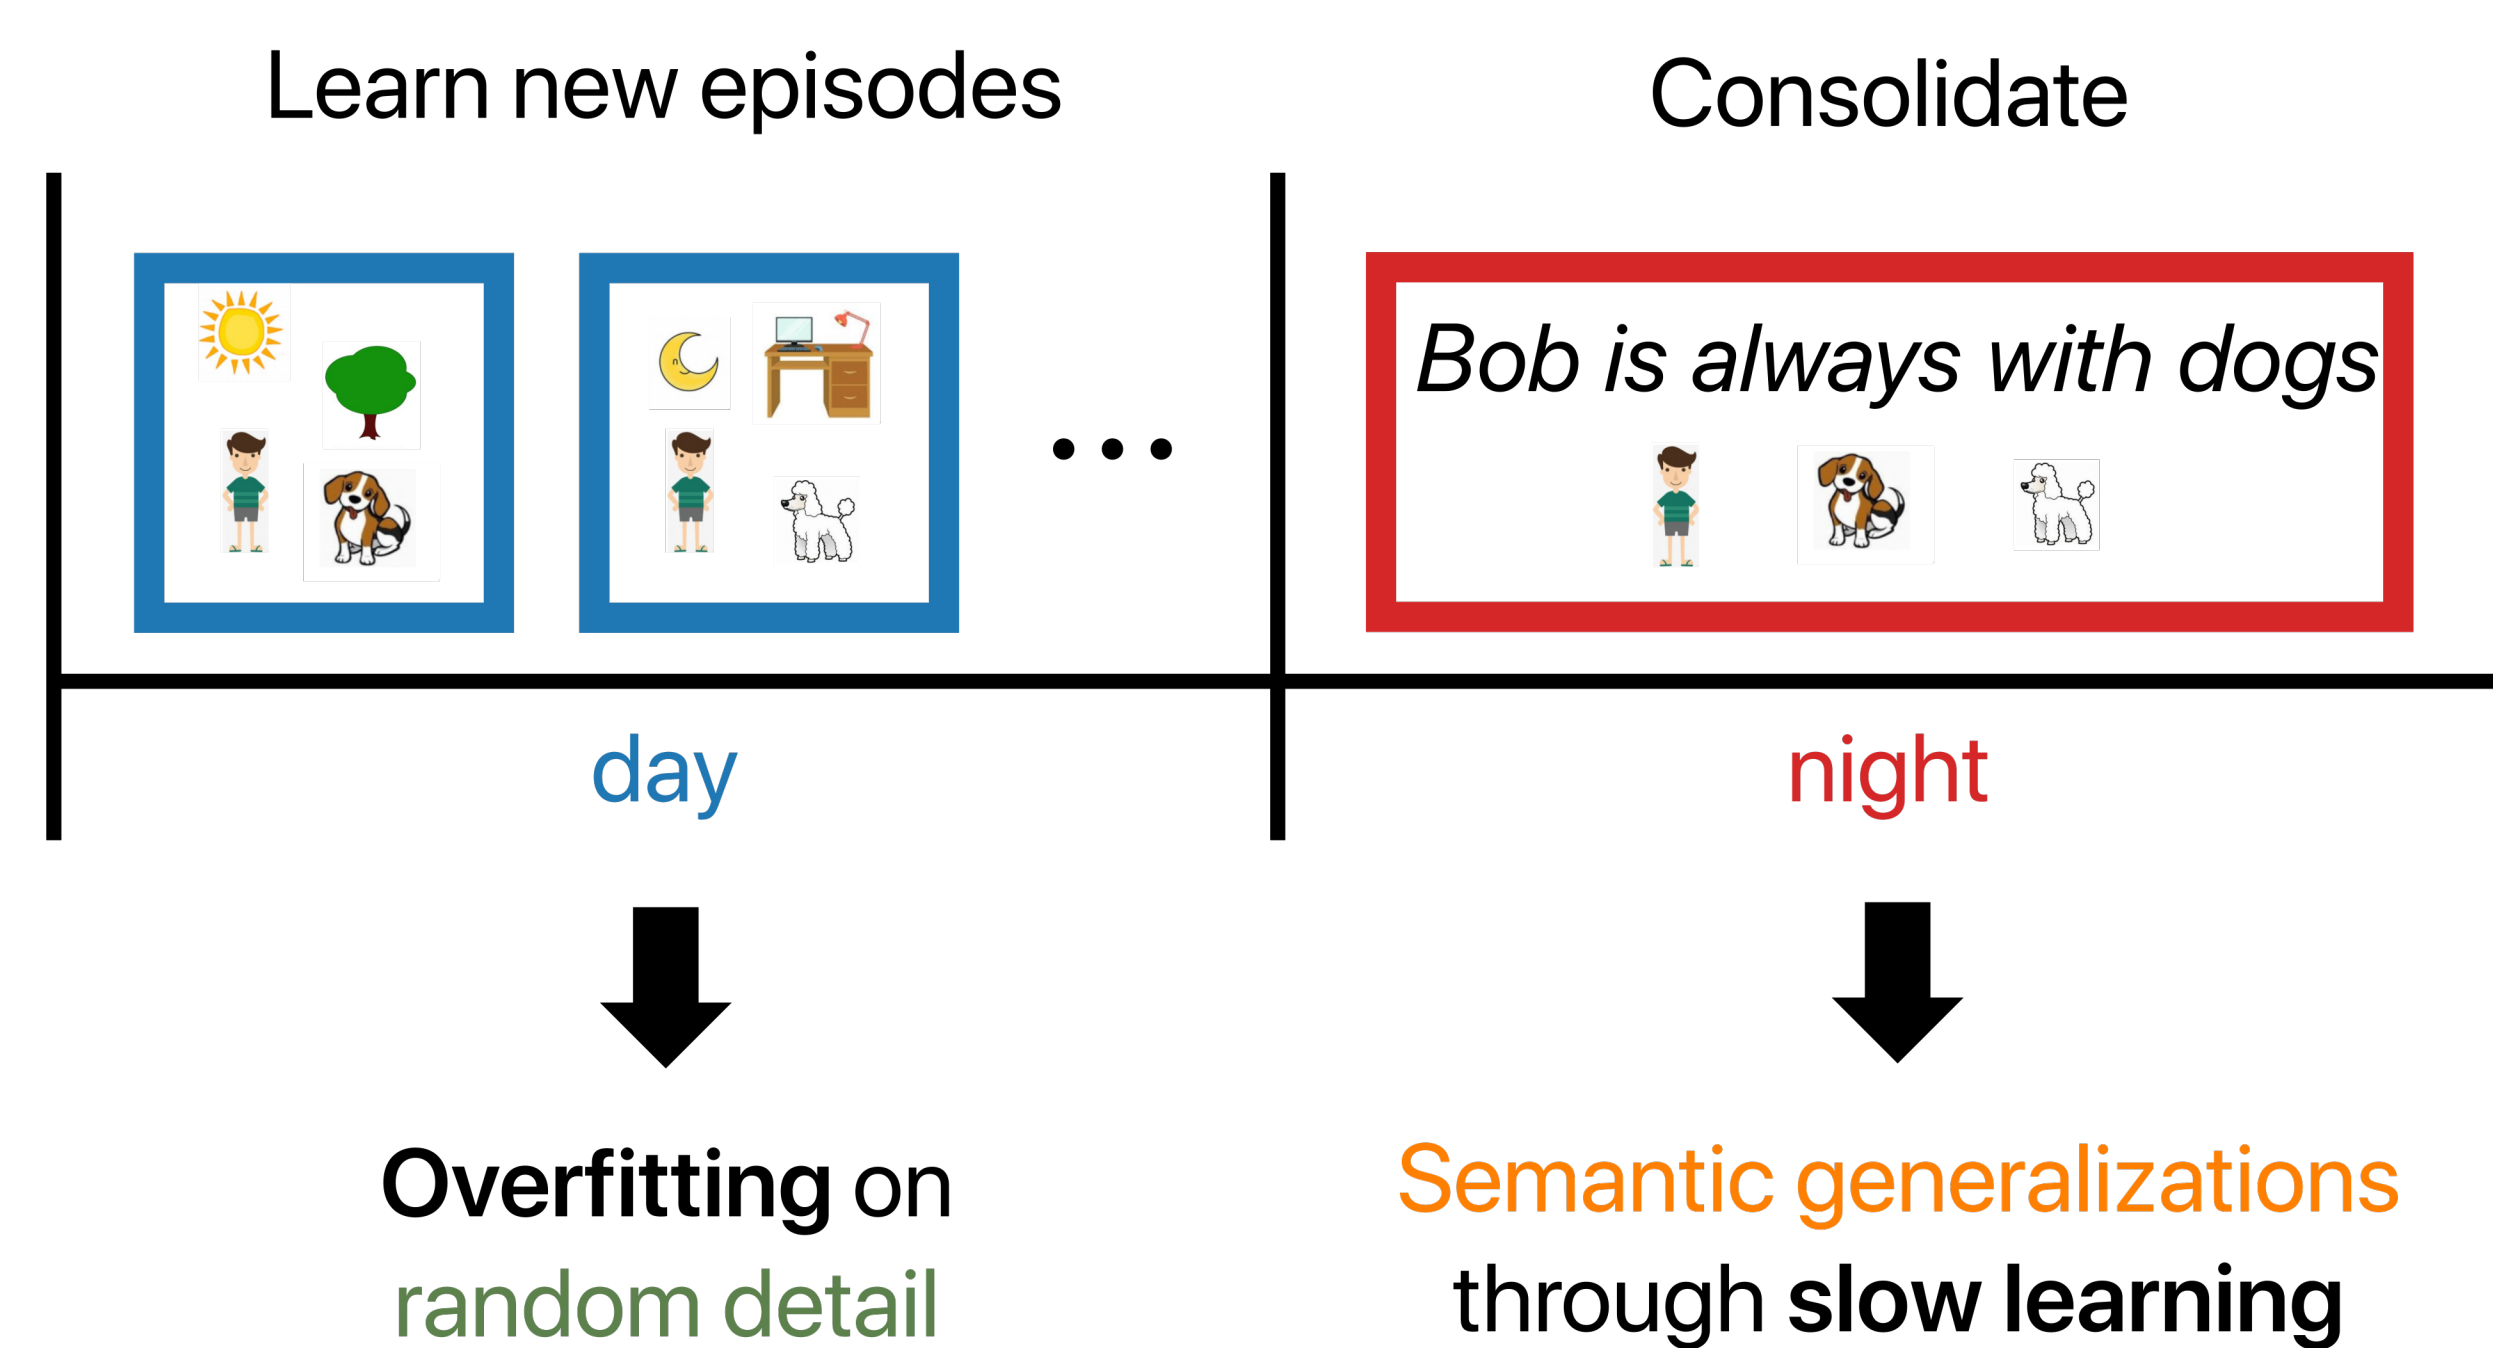 Learn new episodes
Consolidate
Bob is always with dogs
day
night
Overfitting on
random detail
Semantic generalizations
through slow learning